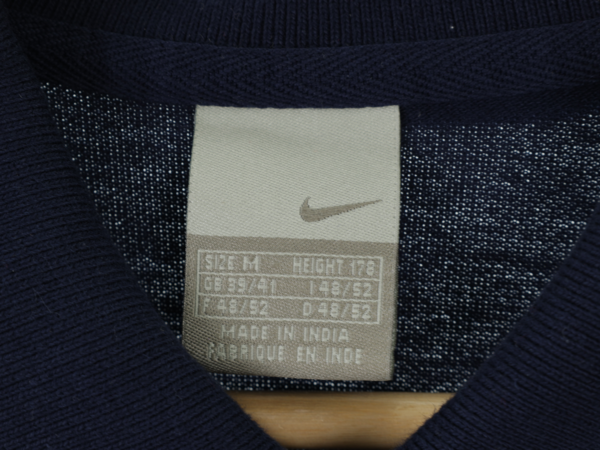 SIZE M HEIGHT 178
GB 39/41 I 48/52
F 48/52 D 48/52
MADE IN INDIA
FABRIQUE EN INDE